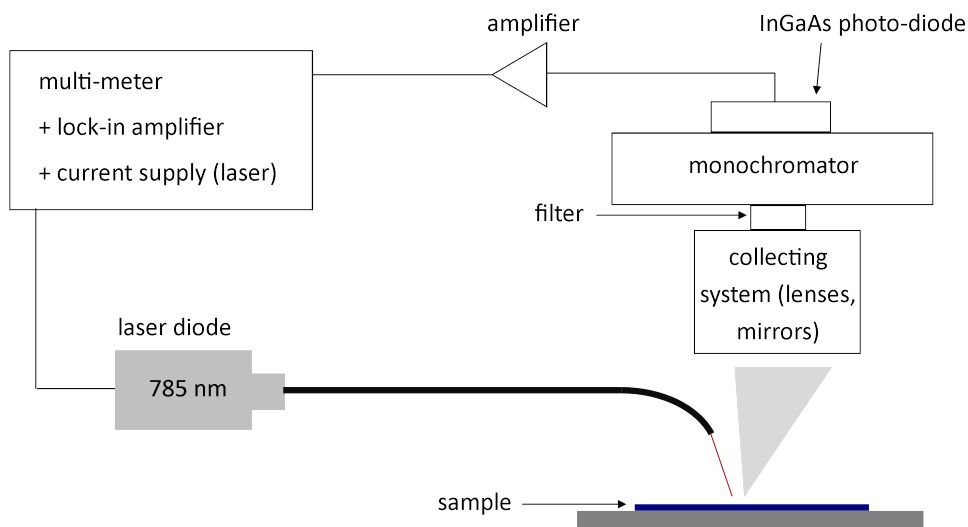 amplifier
InGaAs photo-diode
multi-meter
+ lock-in amplifier
+ current supply (laser)
monochromator
filter
collecting
system (lenses,
mirrors)
laser diode
785 nm
sample